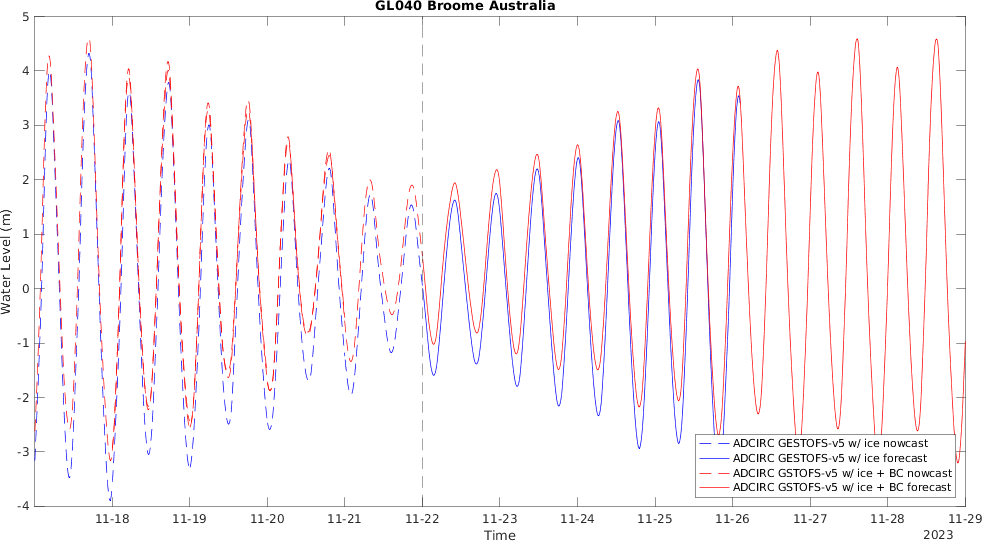 GL040 Broome Australia
5
4
3
2
1
0
-1
-2
-3
-4
Water Level (m)
ADCIRC GESTOFS-v5 w/ ice nowcast
ADCIRC GESTOFS-v5 w/ ice forecast
ADCIRC GSTOFS-v5 w/ ice + BC nowcast
ADCIRC GSTOFS-v5 w/ ice + BC forecast
11-18 11-19 11-20 11-21 11-22 11-23 11-24 11-25 11-26 11-27 11-28 11-29
Time
2023